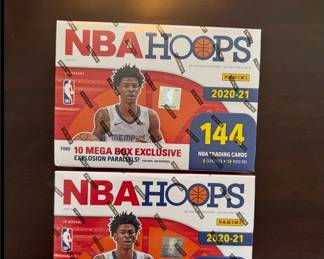 NBA HOOPS
PANINI
2020-21
MEMPHIS
144
NBA TRADING CARDS
FIND 10 MEGA BOX EXCLUSIVE
EXPLOSION PARALLELS!
NBA HOOPS
PANINI
2020-21
144